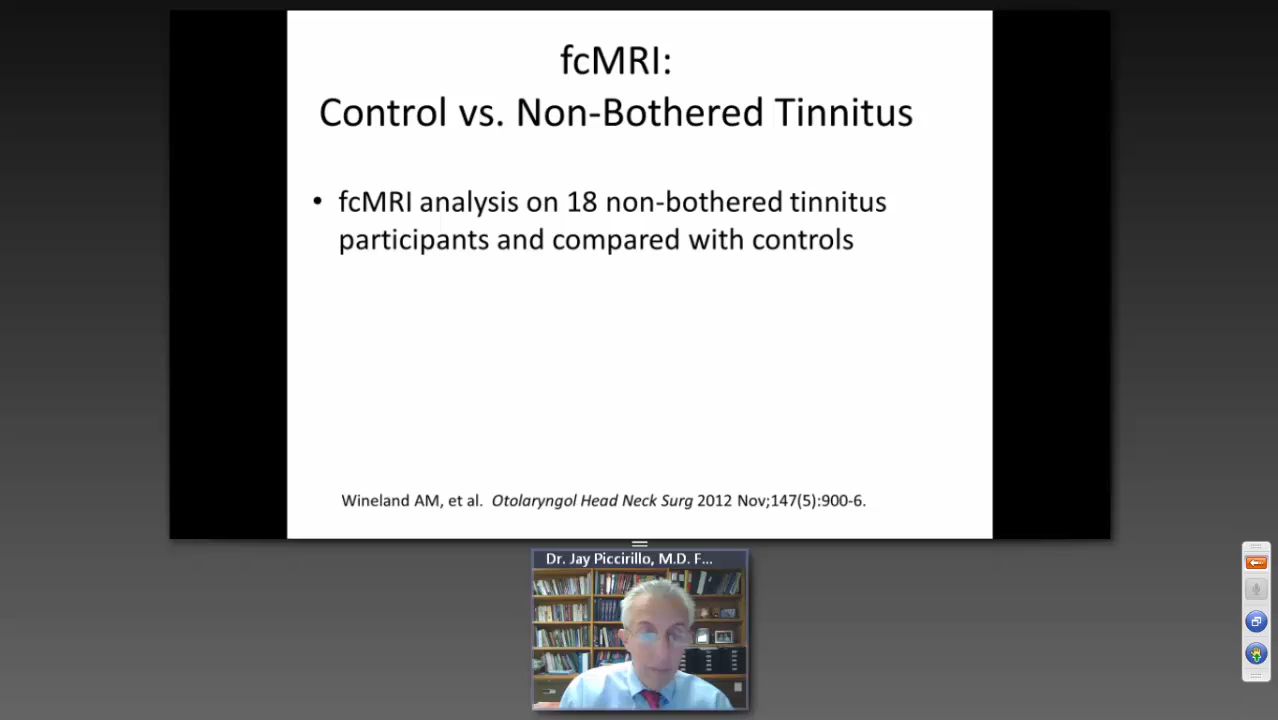 fcMRI:
Control vs. Non-Bothered Tinnitus
• fcMRI analysis on 18 non-bothered tinnitus
participants and compared with controls
Wineland AM, et al. Otolaryngol Head Neck Surg 2012 Nov;147(5):900-6.
Dr. Jay Piccirillo, M.D. F...